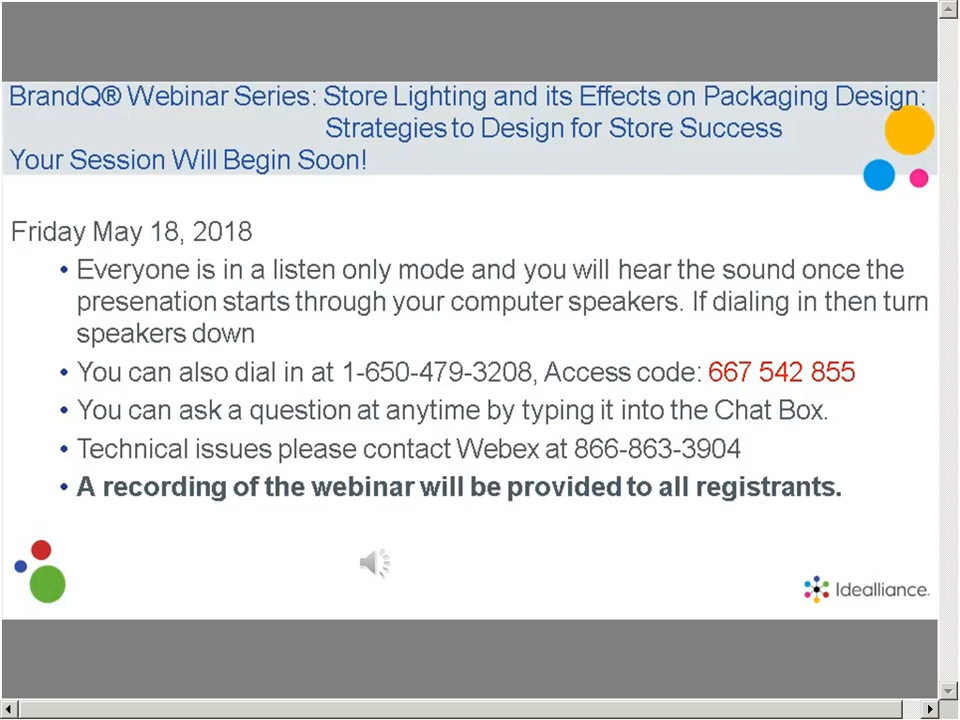 BrandQ® Webinar Series: Store Lighting and its Effects on Packaging Design:
Strategies to Design for Store Success
Your Session Will Begin Soon!
Friday May 18, 2018
• Everyone is in a listen only mode and you will hear the sound once the
presenation starts through your computer speakers. If dialing in then turn
speakers down
• You can also dial in at 1-650-479-3208, Access code: 667 542 855
• You can ask a question at anytime by typing it into the Chat Box.
• Technical issues please contact Webex at 866-863-3904
• A recording of the webinar will be provided to all registrants.
Idealliance.